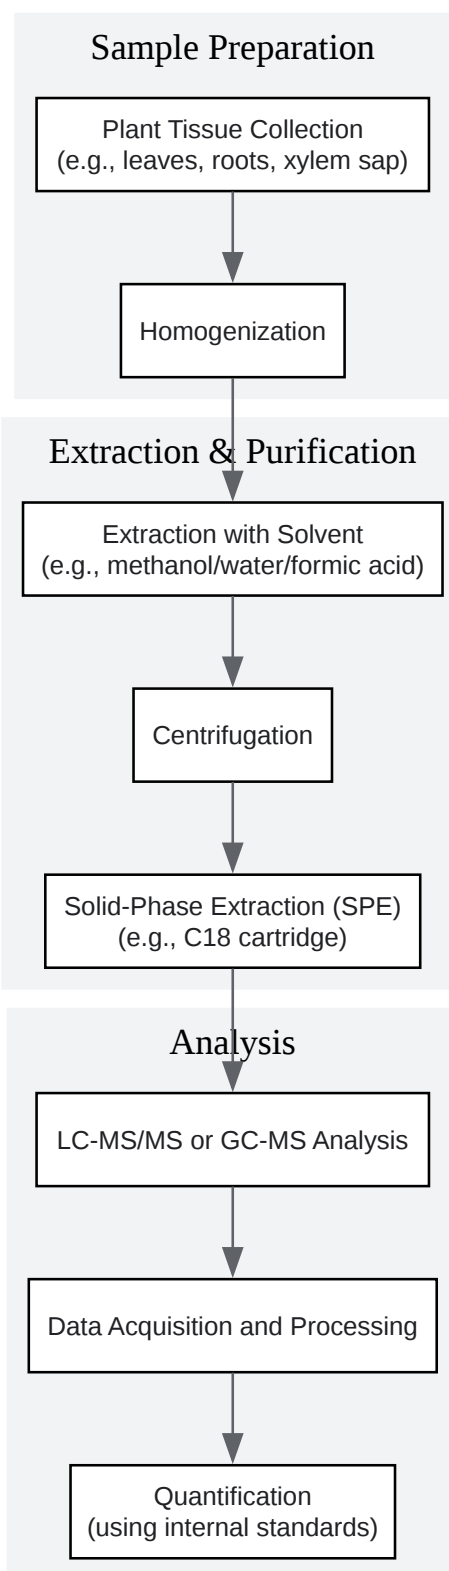 Sample Preparation
Plant Tissue Collection
(e.g., leaves, roots, xylem sap)
Homogenization
Extraction & Purification
Extraction with Solvent
(e.g., methanol/water/formic acid)
Centrifugation
Solid-Phase Extraction (SPE)
(e.g., C18 cartridge)
Analysis
LC-MS/MS or GC-MS Analysis
Data Acquisition and Processing
Quantification
(using internal standards)